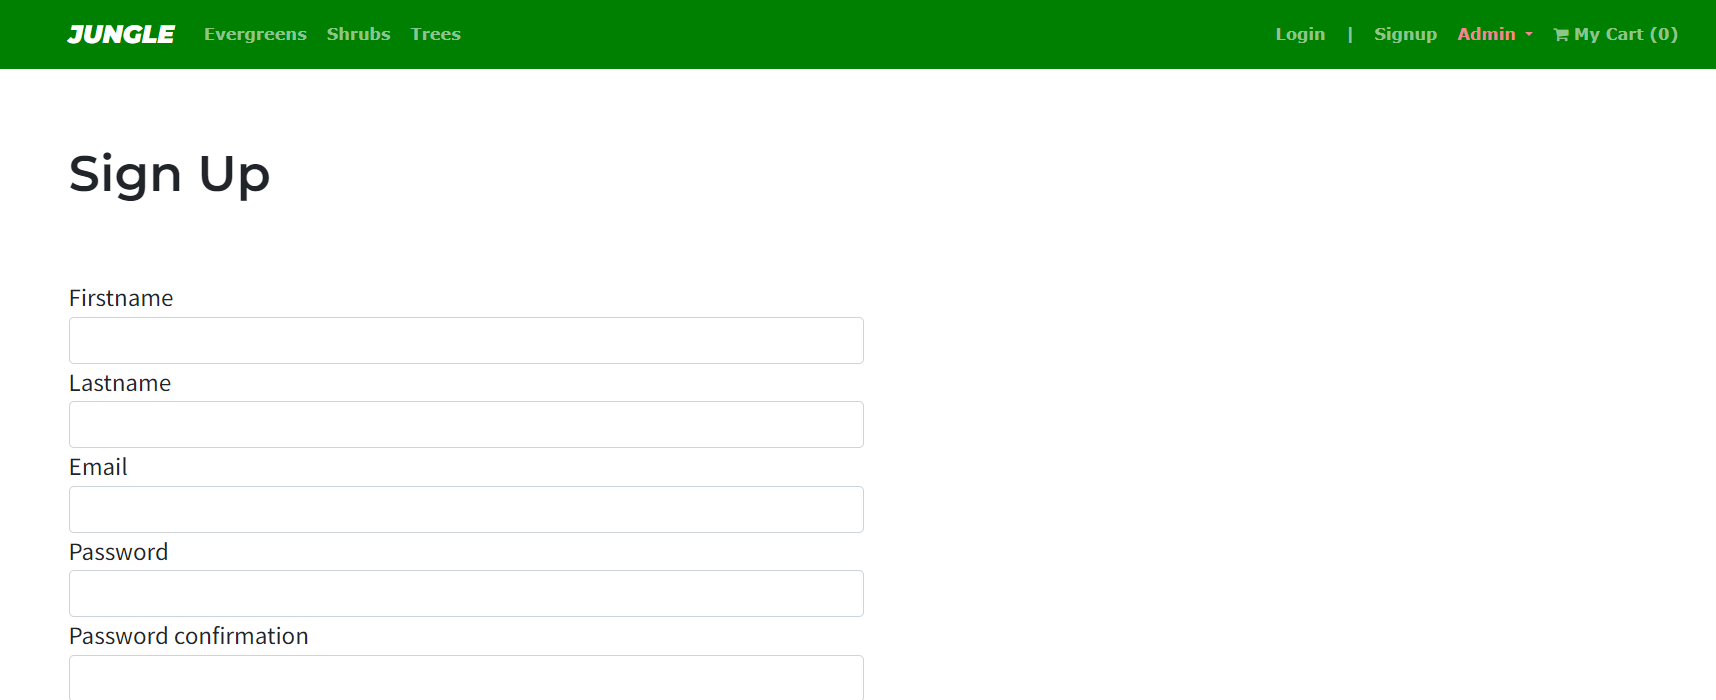 JUNGLE Evergreens Shrubs Trees Login | Signup Admin My Cart (0)
Sign Up
Firstname
Lastname
Email
Password
Password confirmation